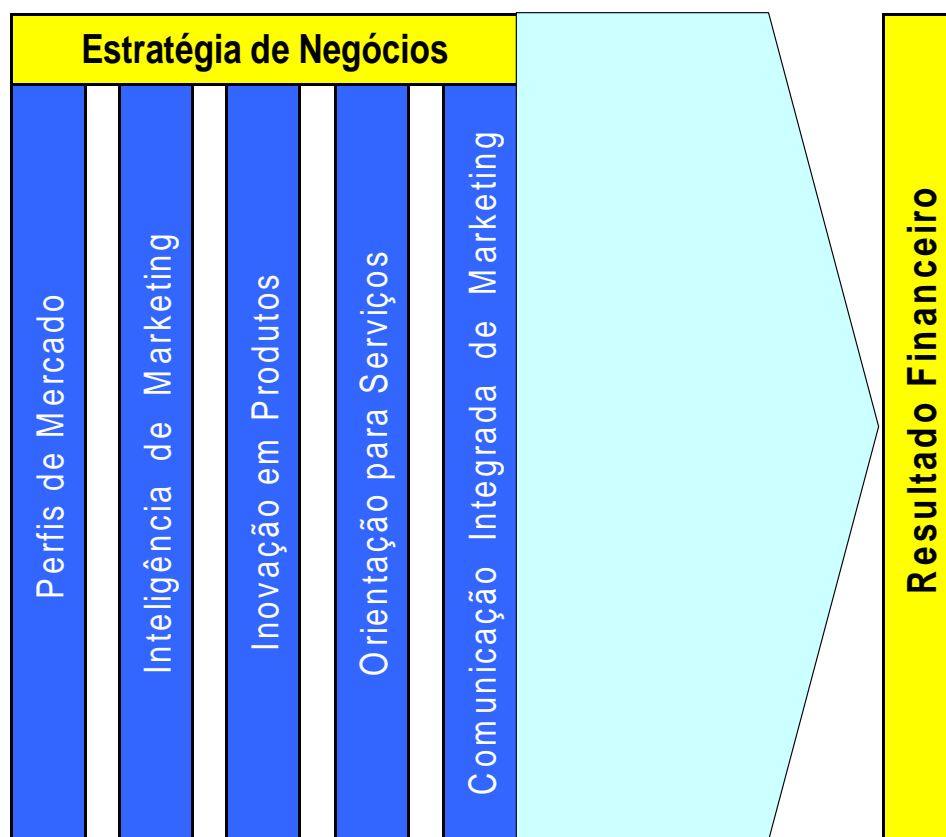 Estratégia de Negócios
Perfis de Mercado
Inteligência de Marketing
Inovação em Produtos
Orientação para Serviços
Comunicação Integrada de Marketing
Resultado Financeiro